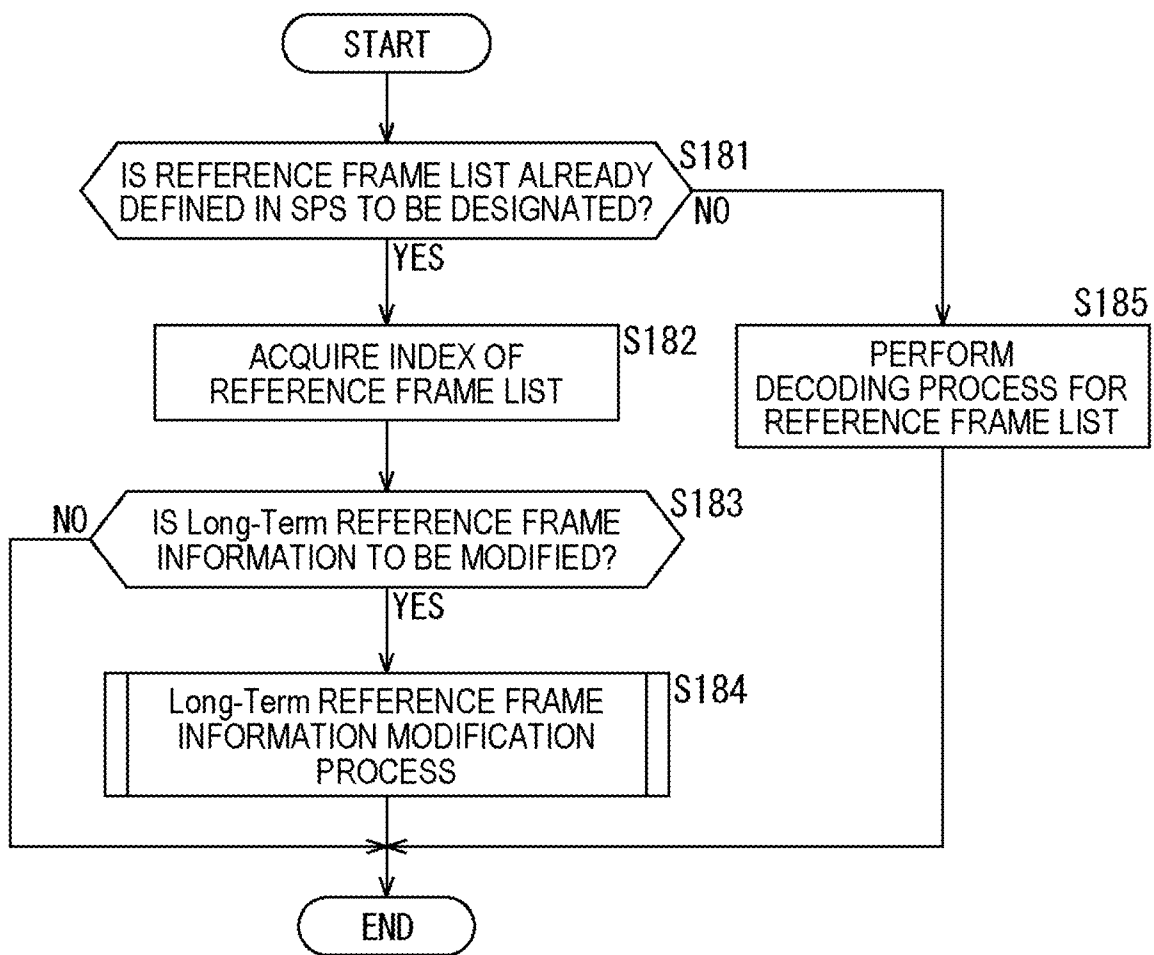 START
IS REFERENCE FRAME LIST ALREADY
DEFINED IN SPS TO BE DESIGNATED?
S181
NO
YES
ACQUIRE INDEX OF
REFERENCE FRAME LIST
S182
S185
PERFORM
DECODING PROCESS FOR
REFERENCE FRAME LIST
NO
IS Long-Term REFERENCE FRAME
INFORMATION TO BE MODIFIED?
S183
YES
Long-Term REFERENCE FRAME
INFORMATION MODIFICATION
PROCESS
S184
END